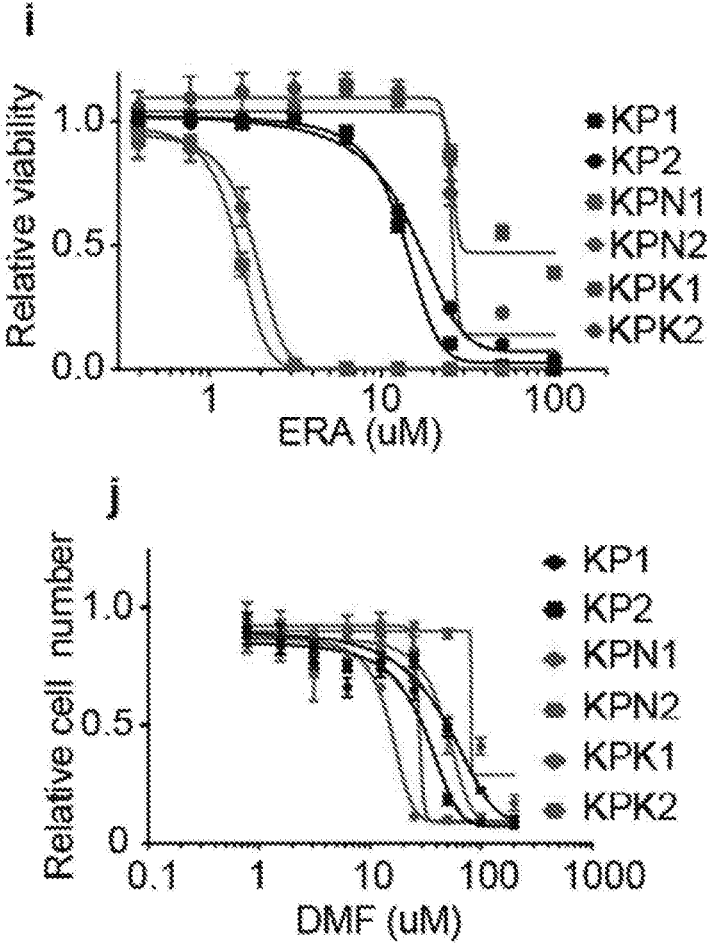 i
Relative viability
1.0
0.5
0.0
1
10
100
ERA (uM)
KP1
KP2
KPN1
KPN2
KPK1
KPK2
j
Relative cell number
1.0
0.5
0
0.1
1
10
100
1000
DMF (uM)
KP1
KP2
KPN1
KPN2
KPK1
KPK2